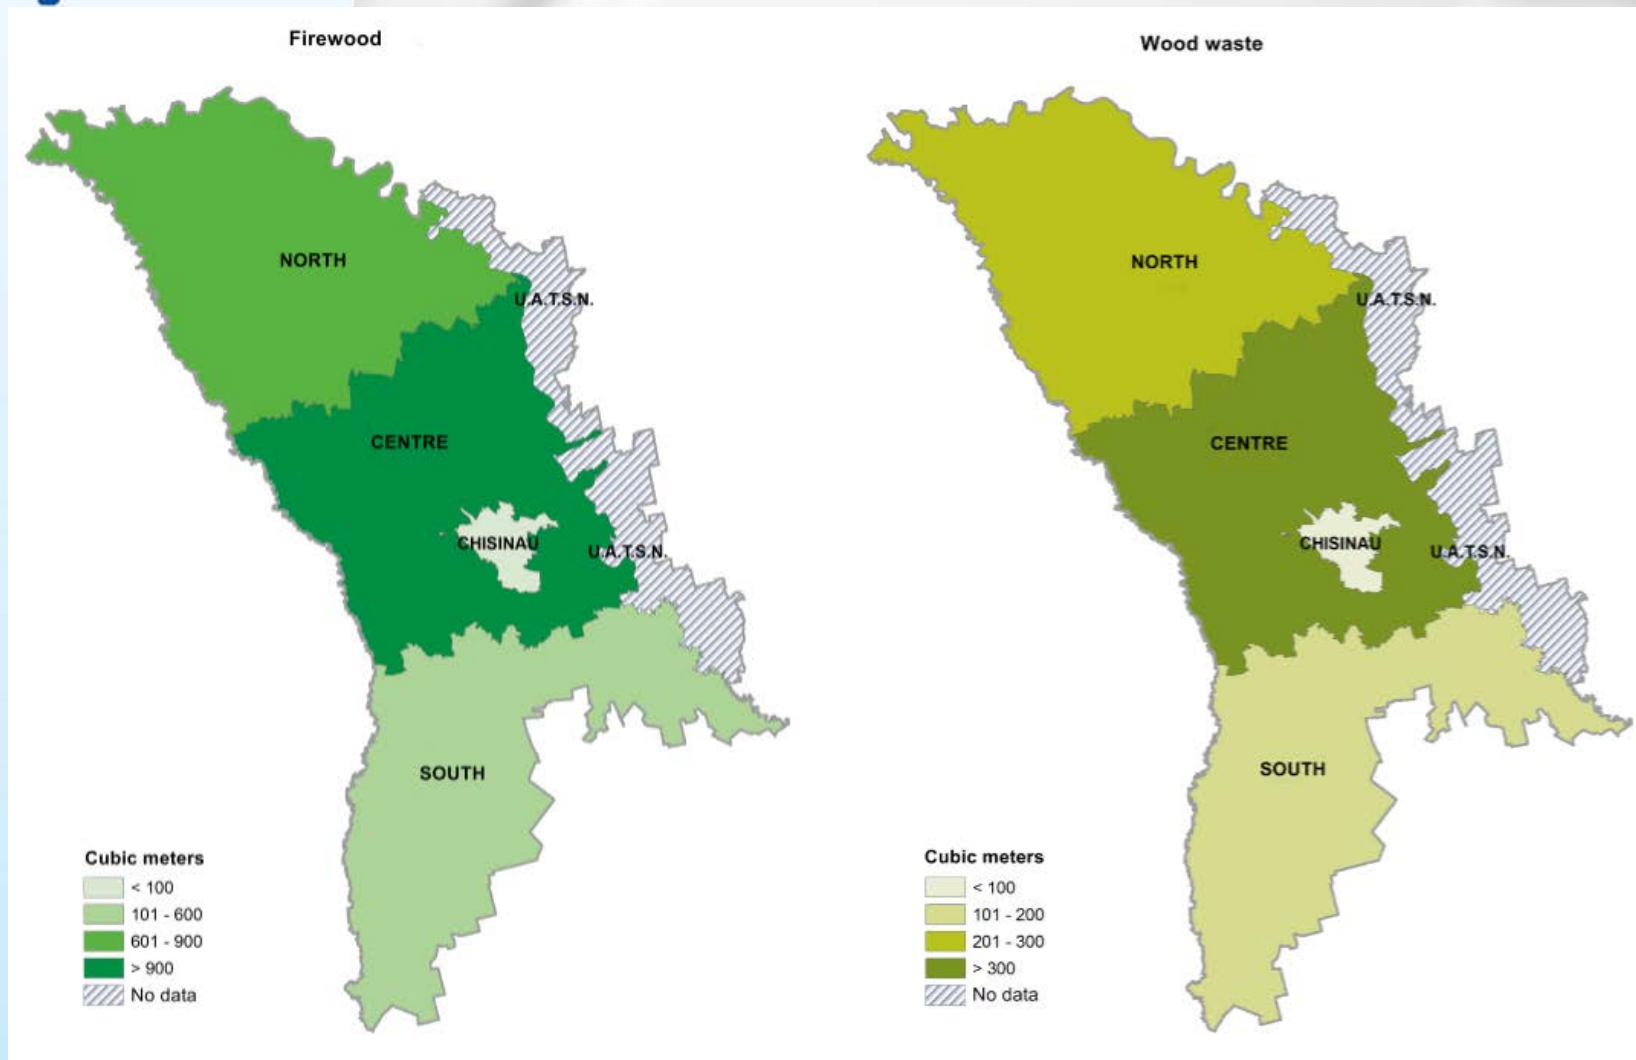 Firewood
NORTH
U.A.T.S.N.
CENTRE
CHISINAU
U.A.T.S.N.
SOUTH
Cubic meters
< 100
101 - 600
601 - 900
> 900
No data
Wood waste
NORTH
U.A.T.S.N.
CENTRE
CHISINAU
U.A.T.S.N.
SOUTH
Cubic meters
< 100
101 - 200
201 - 300
> 300
No data